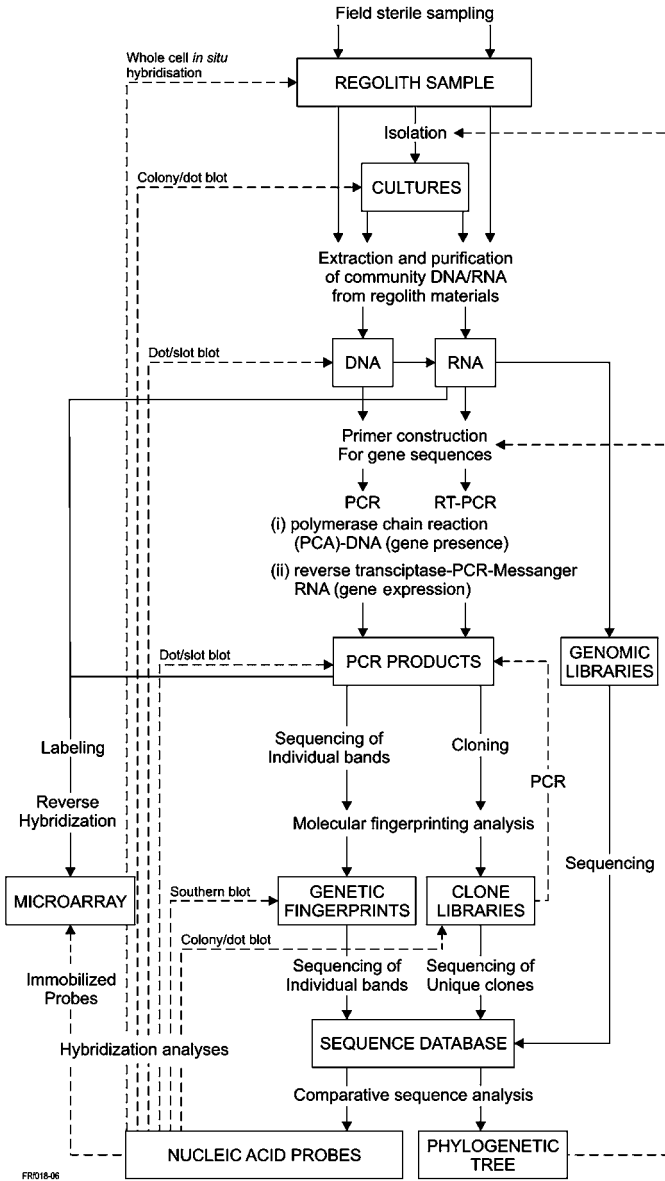 Field sterile sampling
Whole cell in situ
hybridisation
REGOLITH SAMPLE
Isolation
Colony/dot blot
CULTURES
Extraction and purification
of community DNA/RNA
from regolith materials
Dot/slot blot
DNA
RNA
Primer construction
For gene sequences
PCR
RT-PCR
(i) polymerase chain reaction
(PCA)-DNA (gene presence)
(ii) reverse transciptase-PCR-Messanger
RNA (gene expression)
Dot/slot blot
PCR PRODUCTS
GENOMIC
LIBRARIES
Labeling
Sequencing of
Individual bands
Cloning
PCR
Reverse
Hybridization
Molecular fingerprinting analysis
Sequencing
MICROARRAY
Southern blot
GENETIC
FINGERPRINTS
CLONE
LIBRARIES
Colony/dot blot
Immobilized
Probes
Sequencing of
Individual bands
Sequencing of
Unique clones
Hybridization analyses
SEQUENCE DATABASE
Comparative sequence analysis
NUCLEIC ACID PROBES
PHYLOGENETIC
TREE
FR/018-06